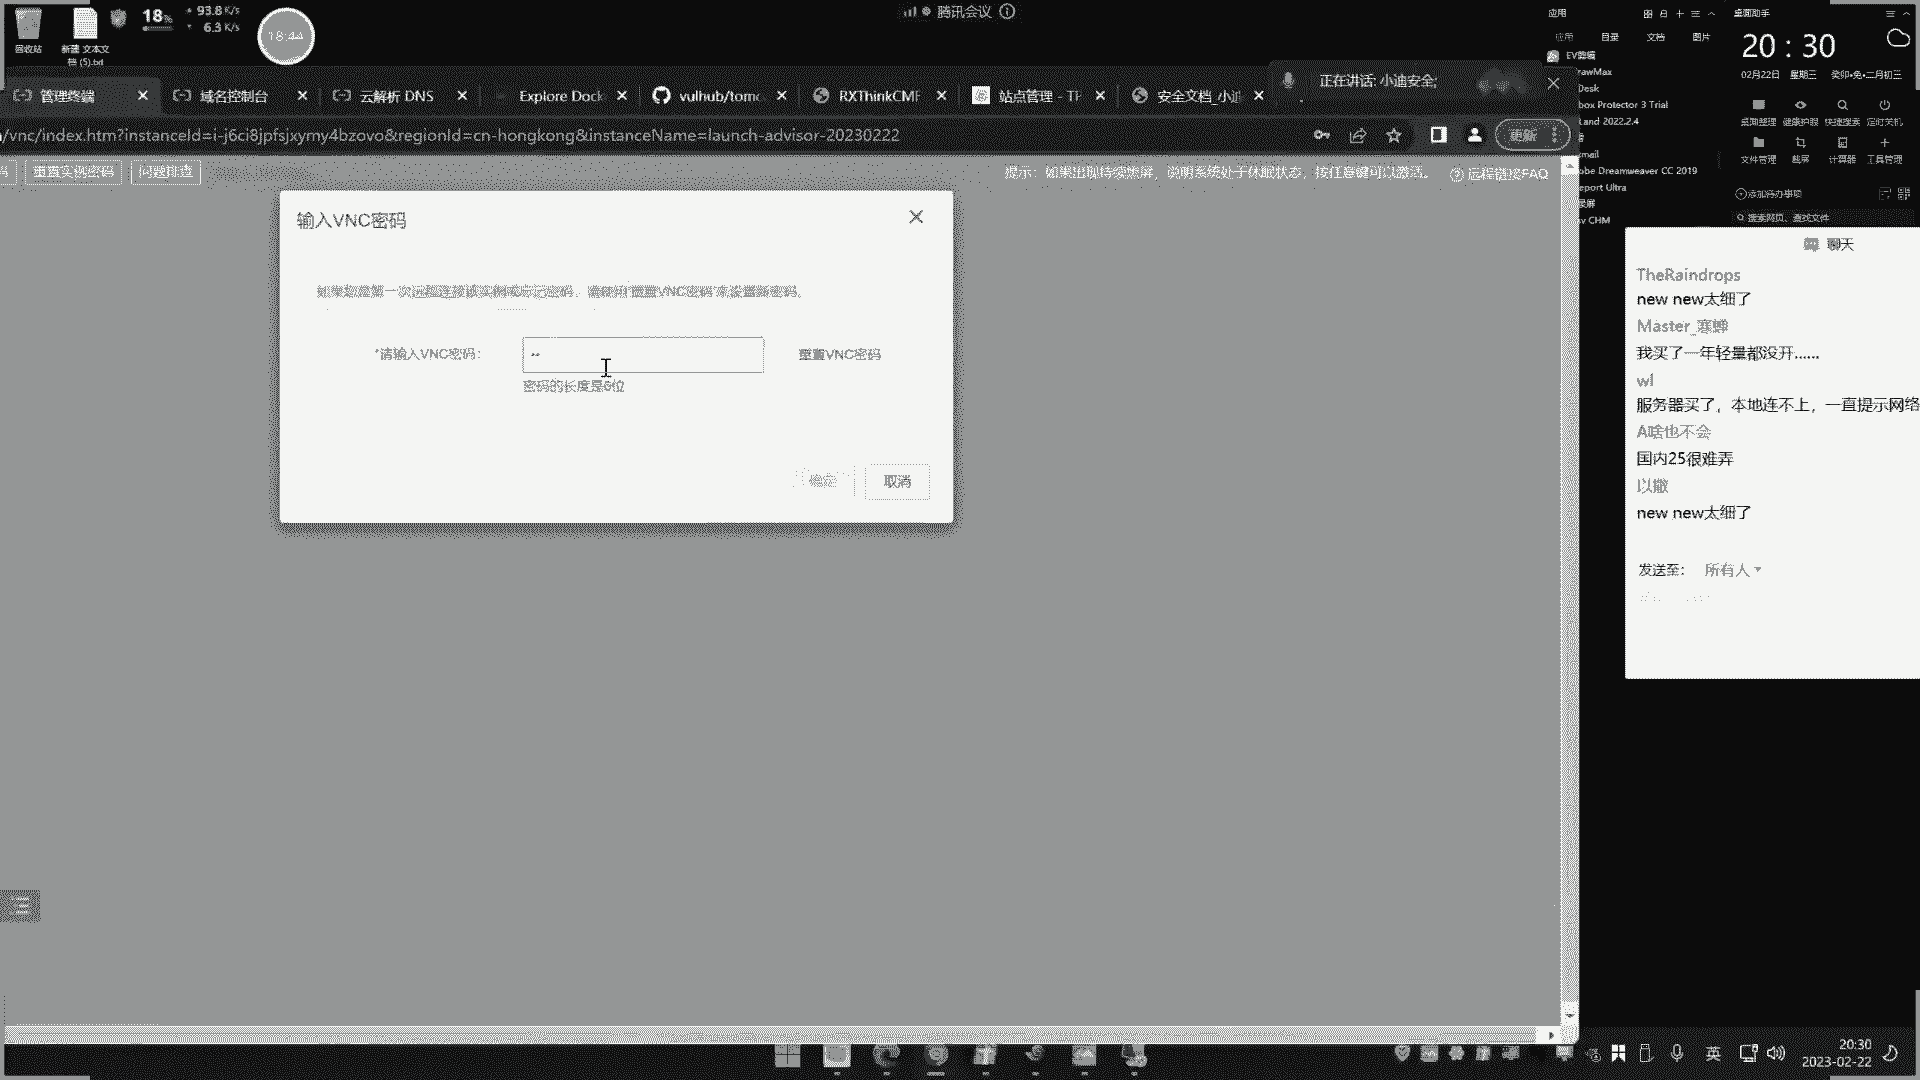 回收站
新建 文本文
档 (5).txt
18%
93.8 K/s
6.3 K/s
18:44
腾讯会议
应用
应用 目录 文档 图片
EV剪辑
awMax
Desk
box Protector 3 Trial
Land 2022.2.4
mail
obe Dreamweaver CC 2019
eport Ultra
录屏
av CHM
桌面助手
20 : 30
02月22日 星期三 癸卯•兔•二月初三
桌面整理 健康护眼 快捷搜索 定时关机
文件管理 截屏 计算器 工具管理
添加待办事项
搜索网页、查找文件
管理终端
域名控制台
云解析 DNS
Explore Dock
vulhub/tomc
RXThinkCMF
站点管理 - TP
安全文档_小迪
正在讲话: 小迪安全;
/vnc/index.htm?instanceId=i-j6ci8jpfsjxymy4bzovo&regionId=cn-hongkong&instanceName=launch-advisor-20230222
更新
码
重置实例密码
问题排查
提示：如果出现持续黑屏，说明系统处于休眠状态，按任意键可以激活。
远程链接FAQ
输入VNC密码
如果您是第一次远程连接该实例或忘记密码，请使用“重置VNC密码”来设置新密码。
*请输入VNC密码：
重置VNC密码
密码的长度是6位
确定
取消
聊天
TheRaindrops
new new太细了
Master_寒蝉
我买了一年轻量都没开……
wl
服务器买了，本地连不上，一直提示网络
A啥也不会
国内25很难弄
以撒
new new太细了
发送至： 所有人
英
20:30
2023-02-22